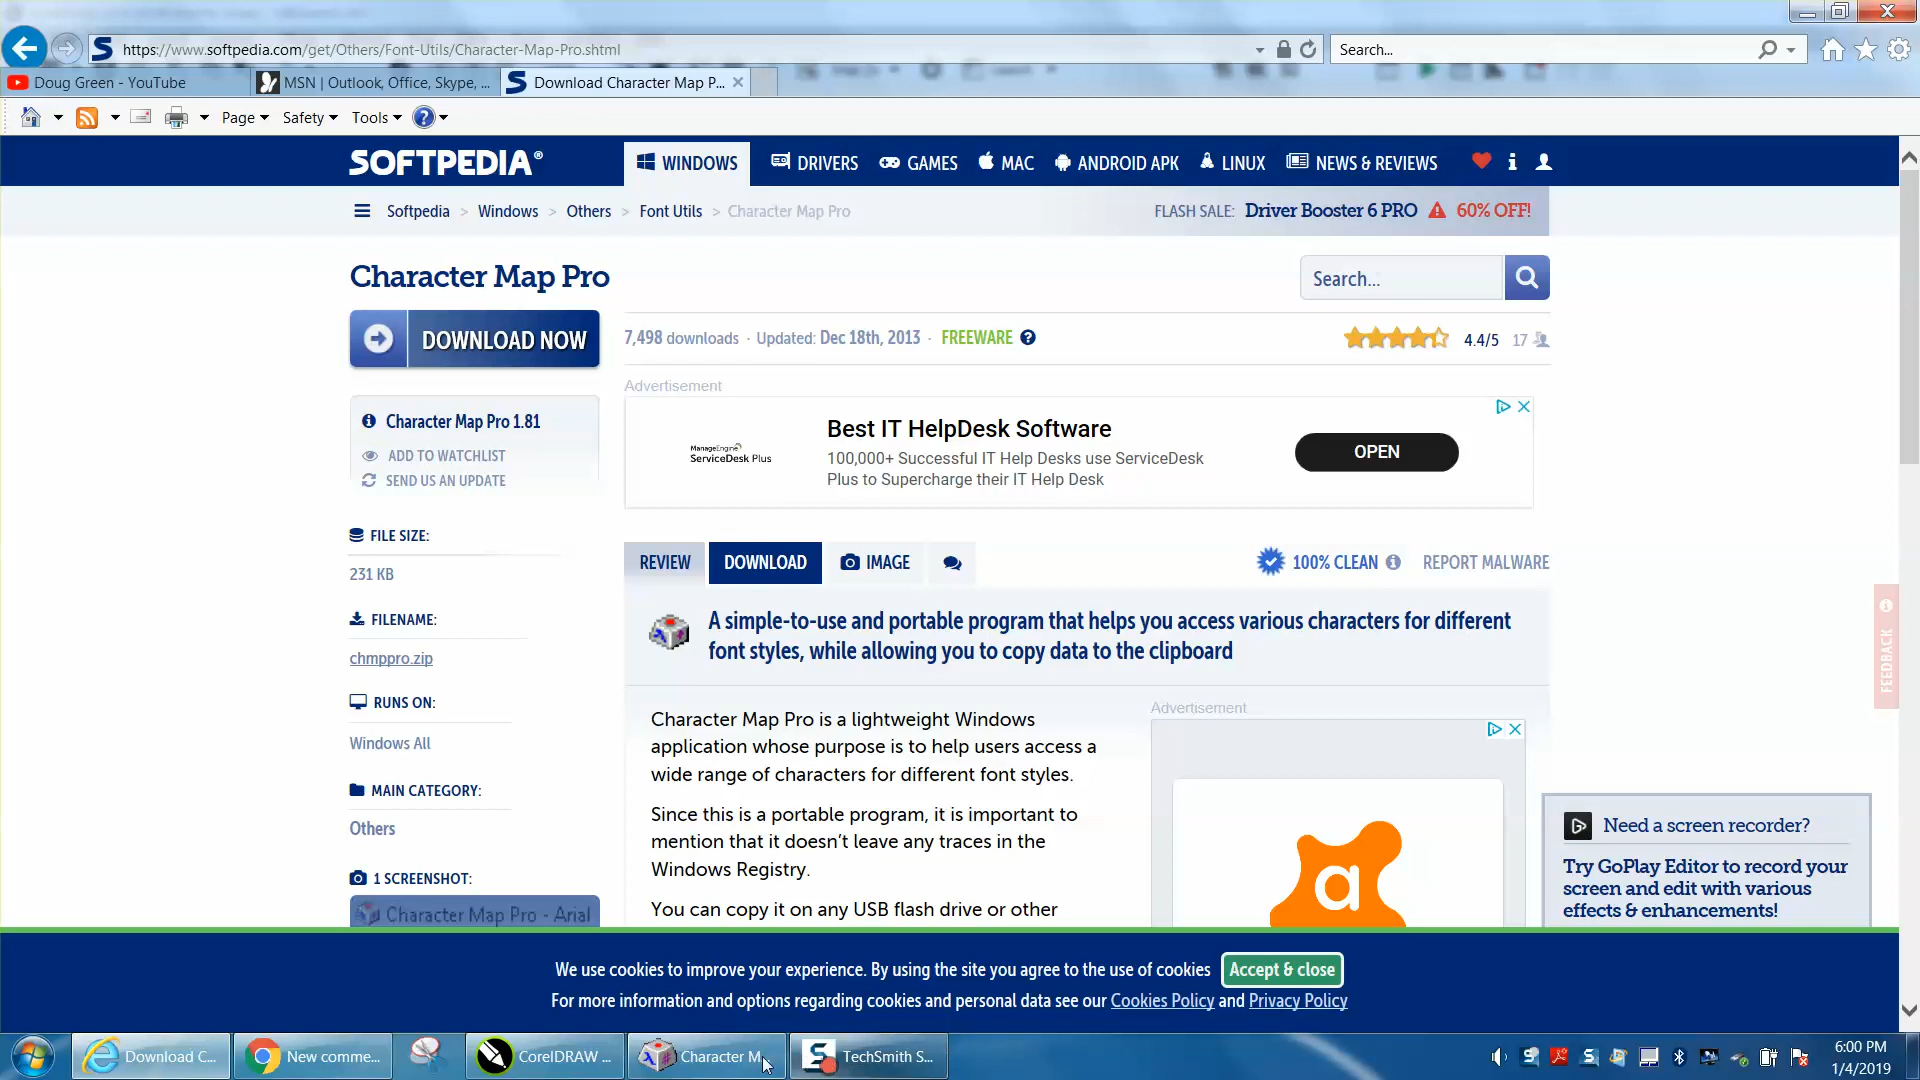 https://www.softpedia.com/get/Others/Font-Utils/Character-Map-Pro.shtml
Search...
Doug Green - YouTube
MSN | Outlook, Office, Skype, ...
Download Character Map P...
Page
Safety
Tools
SOFTPEDIA®
WINDOWS
DRIVERS
GAMES
MAC
ANDROID APK
LINUX
NEWS & REVIEWS
Softpedia > Windows > Others > Font Utils > Character Map Pro
FLASH SALE: Driver Booster 6 PRO 60% OFF!
Character Map Pro
Search...
DOWNLOAD NOW
7,498 downloads · Updated: Dec 18th, 2013 · FREEWARE
4.4/5 17
Advertisement
Character Map Pro 1.81
ADD TO WATCHLIST
SEND US AN UPDATE
ManageEngine
ServiceDesk Plus
Best IT HelpDesk Software
100,000+ Successful IT Help Desks use ServiceDesk
Plus to Supercharge their IT Help Desk
OPEN
FILE SIZE:
231 KB
FILENAME:
chmppro.zip
RUNS ON:
Windows All
MAIN CATEGORY:
Others
1 SCREENSHOT:
Character Map Pro - Arial
REVIEW
DOWNLOAD
IMAGE
100% CLEAN
REPORT MALWARE
A simple-to-use and portable program that helps you access various characters for different
font styles, while allowing you to copy data to the clipboard
Character Map Pro is a lightweight Windows
application whose purpose is to help users access a
wide range of characters for different font styles.
Since this is a portable program, it is important to
mention that it doesn't leave any traces in the
Windows Registry.
You can copy it on any USB flash drive or other
Advertisement
a
FEEDBACK
Need a screen recorder?
Try GoPlay Editor to record your
screen and edit with various
effects & enhancements!
We use cookies to improve your experience. By using the site you agree to the use of cookies
Accept & close
For more information and options regarding cookies and personal data see our Cookies Policy and Privacy Policy
Download C...
New comme...
CorelDRAW ...
Character M
TechSmith S...
6:00 PM
1/4/2019